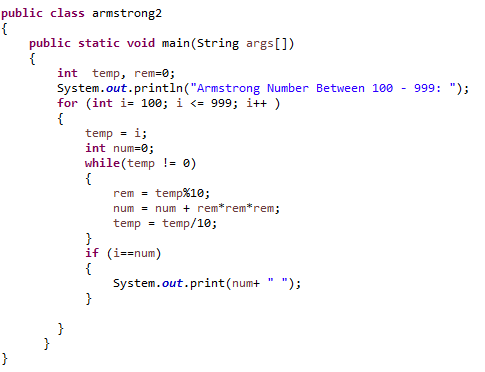 public class armstrong2
{
    public static void main(String args[])
    {
        int  temp, rem=0;
        System.out.println("Armstrong Number Between 100 - 999: ");
        for (int i= 100; i <= 999; i++ )
        {
            temp = i;
            int num=0;
            while(temp != 0)
            {
                rem = temp%10;
                num = num + rem*rem*rem;
                temp = temp/10;
            }
            if (i==num)
            {
                System.out.print(num+ " ");
            }
        }
      }
}